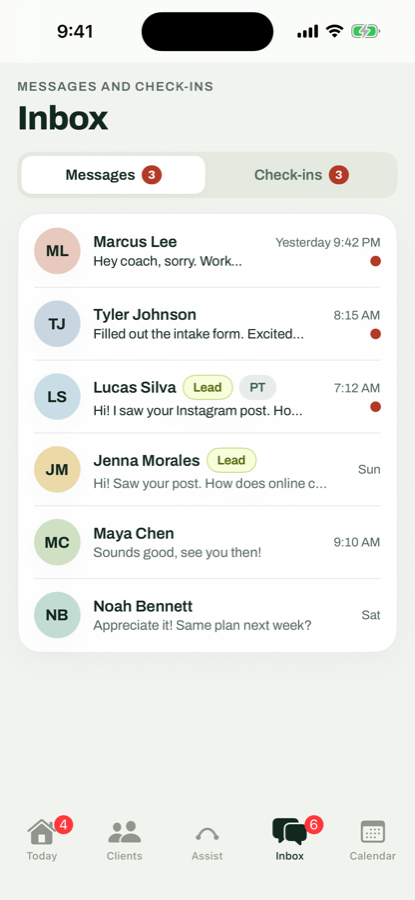 9:41
MESSAGES AND CHECK-INS
Inbox
Messages 3 Check-ins 3
ML Marcus Lee Yesterday 9:42 PM
Hey coach, sorry. Work...
TJ Tyler Johnson 8:15 AM
Filled out the intake form. Excited...
LS Lucas Silva Lead PT 7:12 AM
Hi! I saw your Instagram post. Ho...
JM Jenna Morales Lead Sun
Hi! Saw your post. How does online c...
MC Maya Chen 9:10 AM
Sounds good, see you then!
NB Noah Bennett Sat
Appreciate it! Same plan next week?
4 6
Today Clients Assist Inbox Calendar